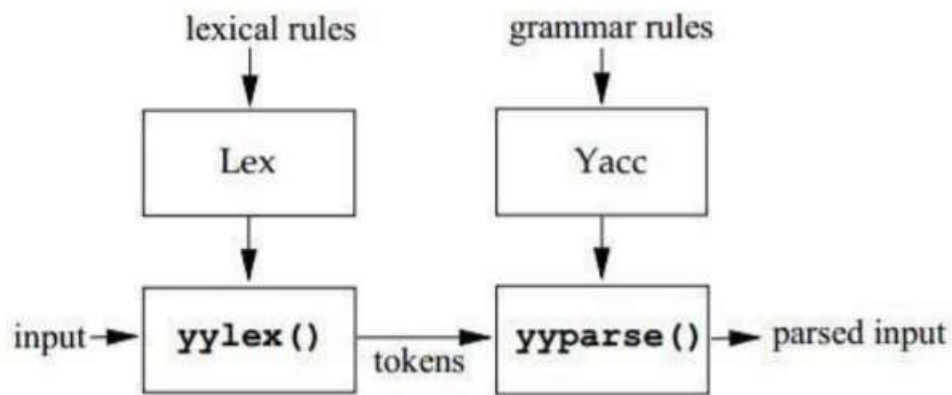 lexical rules
grammar rules
Lex
Yacc
input
yylex()
tokens
yyparse()
parsed input